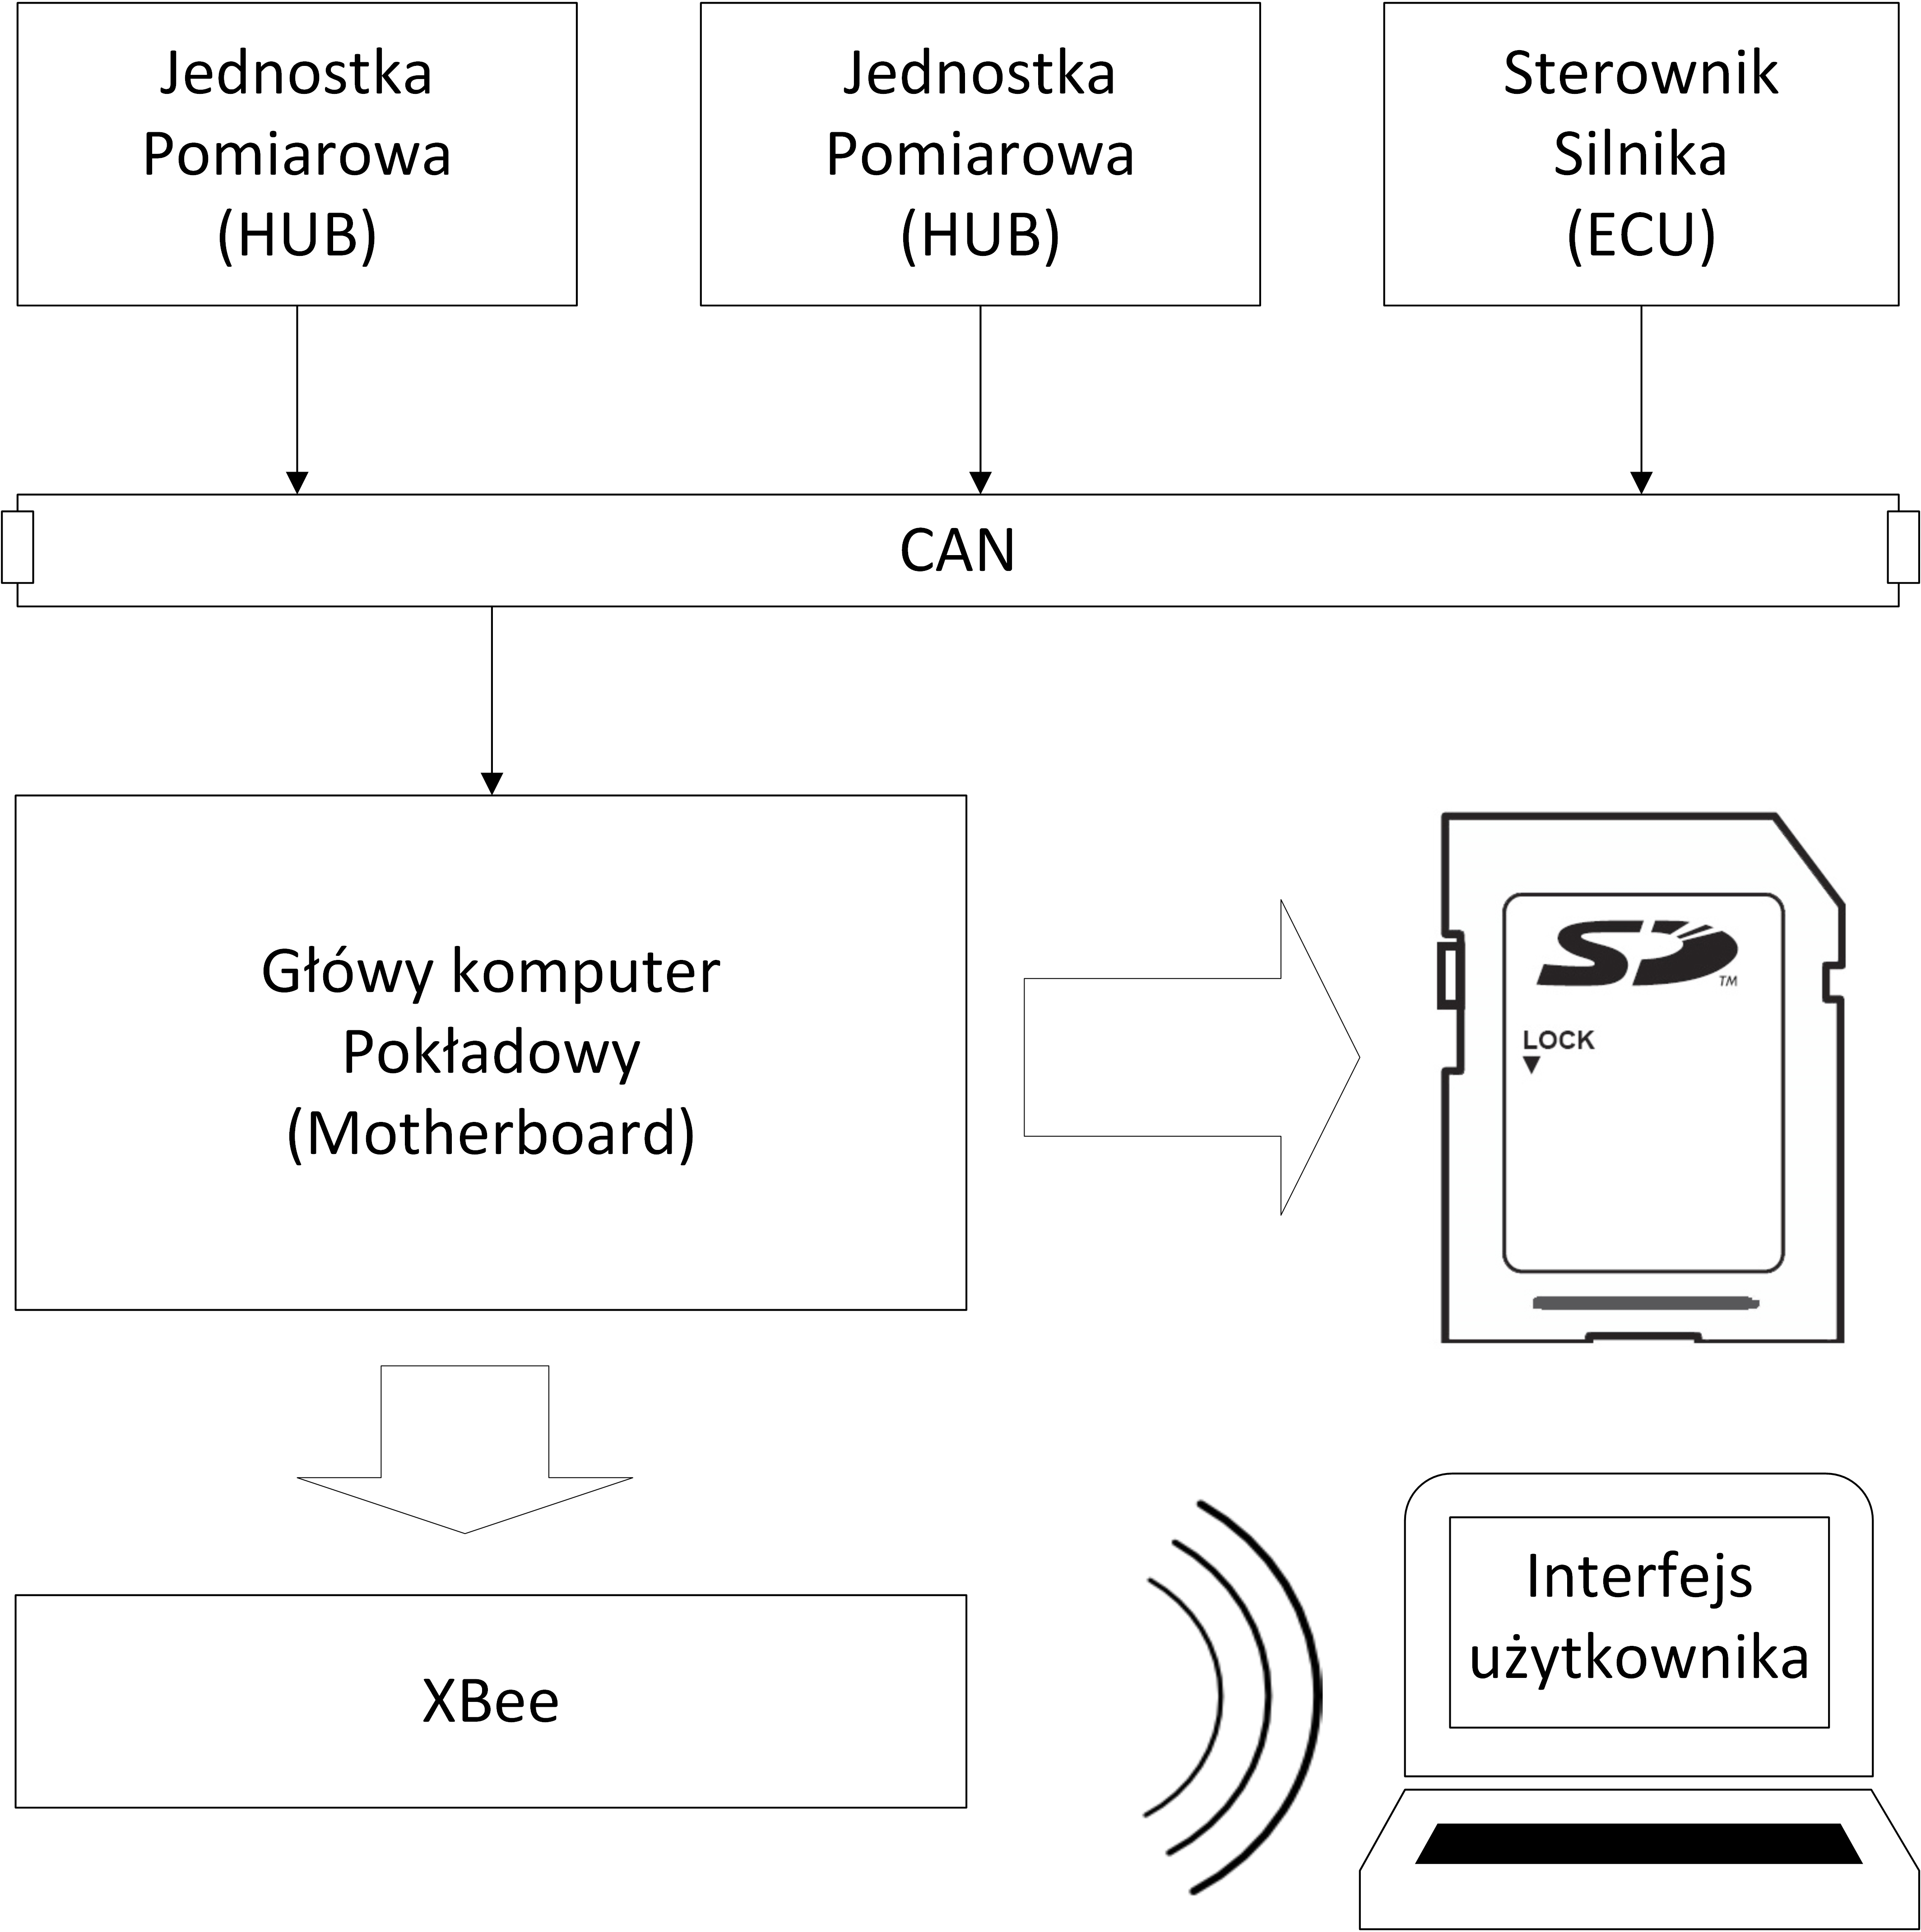 Jednostka
Pomiarowa
(HUB)
Jednostka
Pomiarowa
(HUB)
Sterownik
Silnika
(ECU)
CAN
Główy komputer
Pokładowy
(Motherboard)
SD
TM
LOCK
XBee
Interfejs
użytkownika